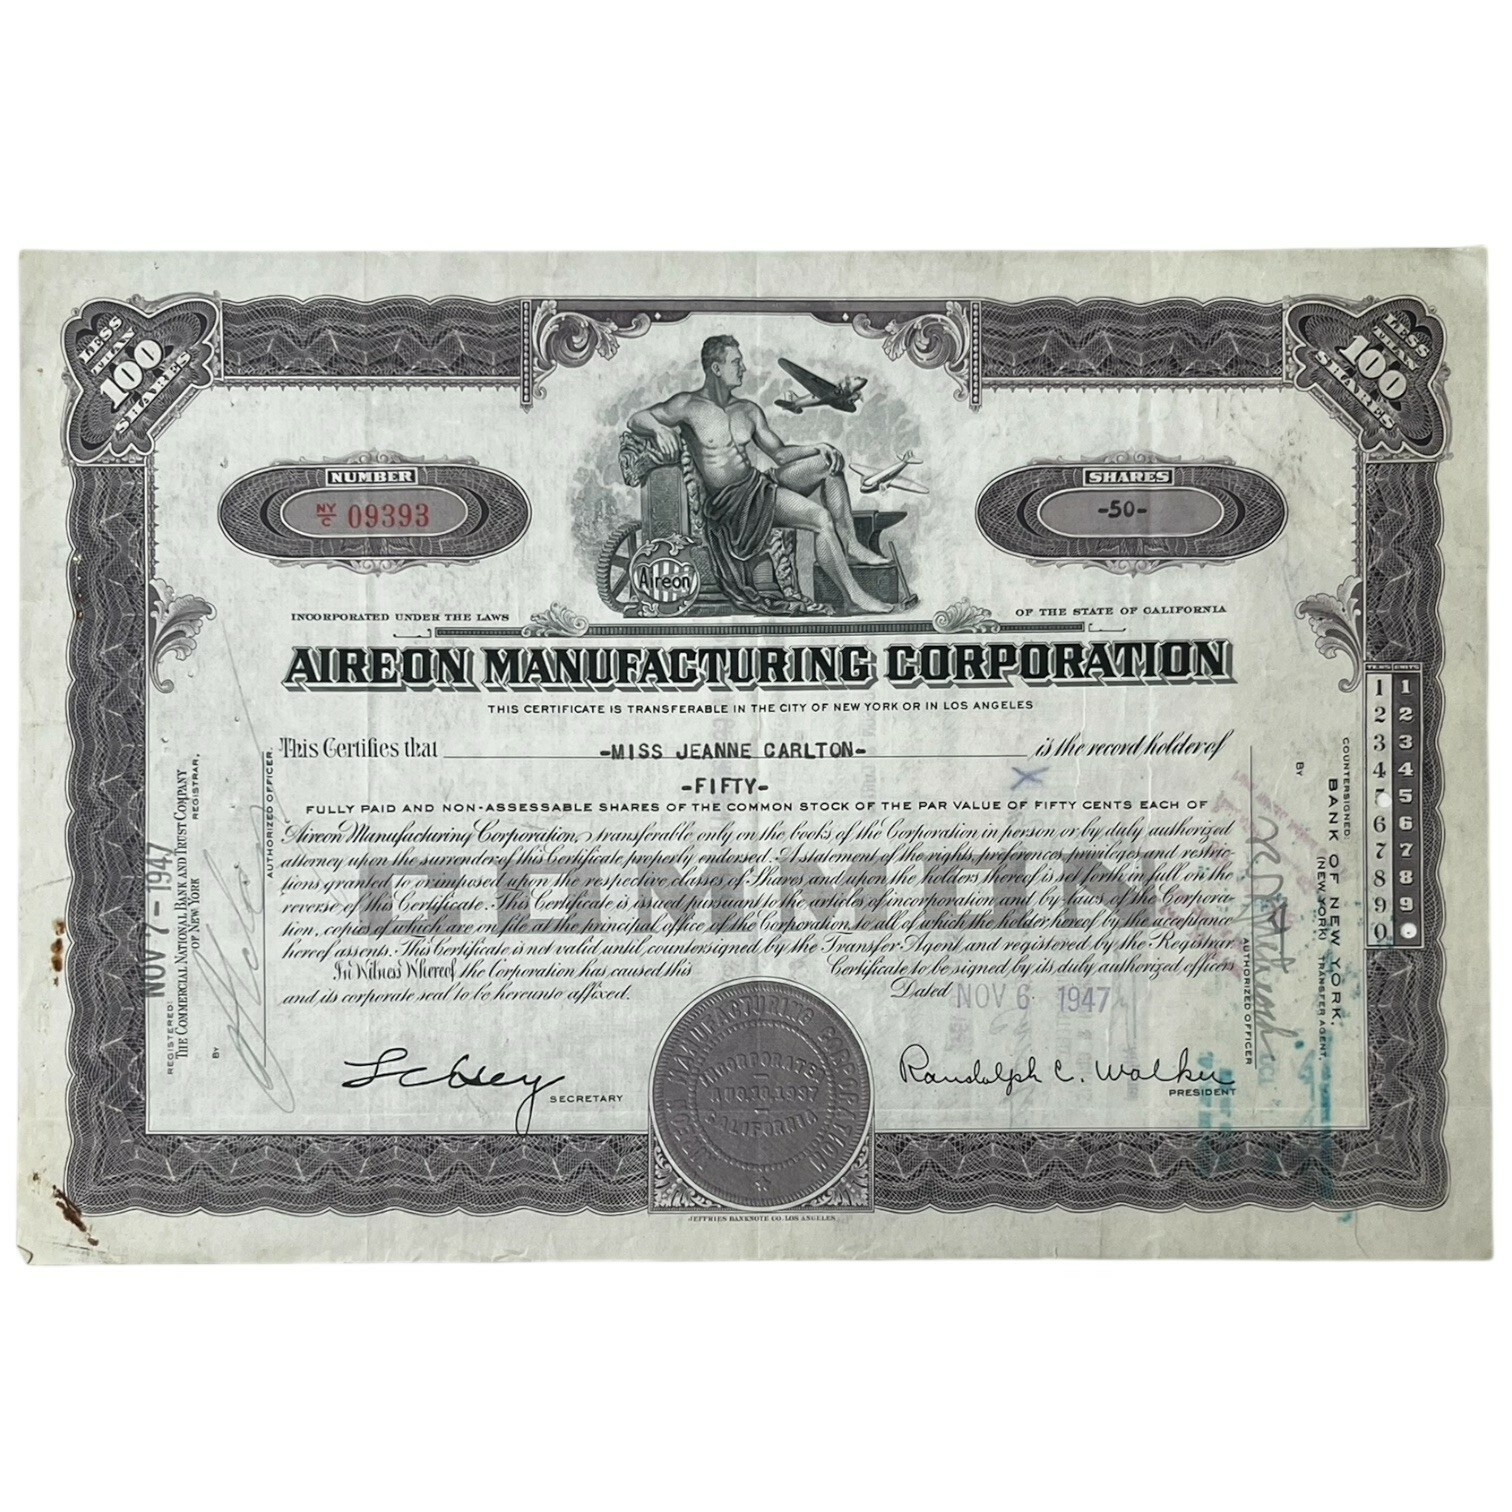 LESS
THAN
100
SHARES
LESS
THAN
100
SHARES
NUMBER
NY/C 09393
SHARES
-50-
Aireon
INCORPORATED UNDER THE LAWS
OF THE STATE OF CALIFORNIA
AIREON MANUFACTURING CORPORATION
THIS CERTIFICATE IS TRANSFERABLE IN THE CITY OF NEW YORK OR IN LOS ANGELES
This Certifies that -MISS JEANNE CARLTON- is the record holder of
-FIFTY-
FULLY PAID AND NON-ASSESSABLE SHARES OF THE COMMON STOCK OF THE PAR VALUE OF FIFTY CENTS EACH OF
Aireon Manufacturing Corporation, transferable only on the books of the Corporation in person or by duly authorized
attorney upon the surrender of this Certificate properly endorsed. A statement of the rights, preferences, privileges and restric-
tions granted to or imposed upon the respective classes of Shares and upon the holders thereof is set forth in full on the
reverse of this Certificate. This Certificate is issued pursuant to the articles of incorporation and by-laws of the Corpora-
tion, copies of which are on file at the principal office of the Corporation, to all of which the holder, hereof by the acceptance
hereof assents. This Certificate is not valid until countersigned by the Transfer Agent and registered by the Registrar.
In Witness Whereof the Corporation has caused this Certificate to be signed by its duly authorized officers
and its corporate seal to be hereunto affixed.
COMMON
Dated NOV 6 1947
SECRETARY
Randolph C. Walker
PRESIDENT
AIREON MANUFACTURING CORPORATION
INCORPORATED
AUG.10,1937
CALIFORNIA
JEFFRIES BANKNOTE CO. LOS ANGELES
NOV 7 - 1947
REGISTERED:
THE COMMERCIAL NATIONAL BANK AND TRUST COMPANY
OF NEW YORK REGISTRAR,
BY
AUTHORIZED OFFICER.
COUNTERSIGNED:
BANK OF NEW YORK,
(NEW YORK) TRANSFER AGENT,
BY
AUTHORIZED OFFICER
TENS UNITS
1 1
2 2
3 3
4 4
5
6 6
7 7
8 8
9 9
0